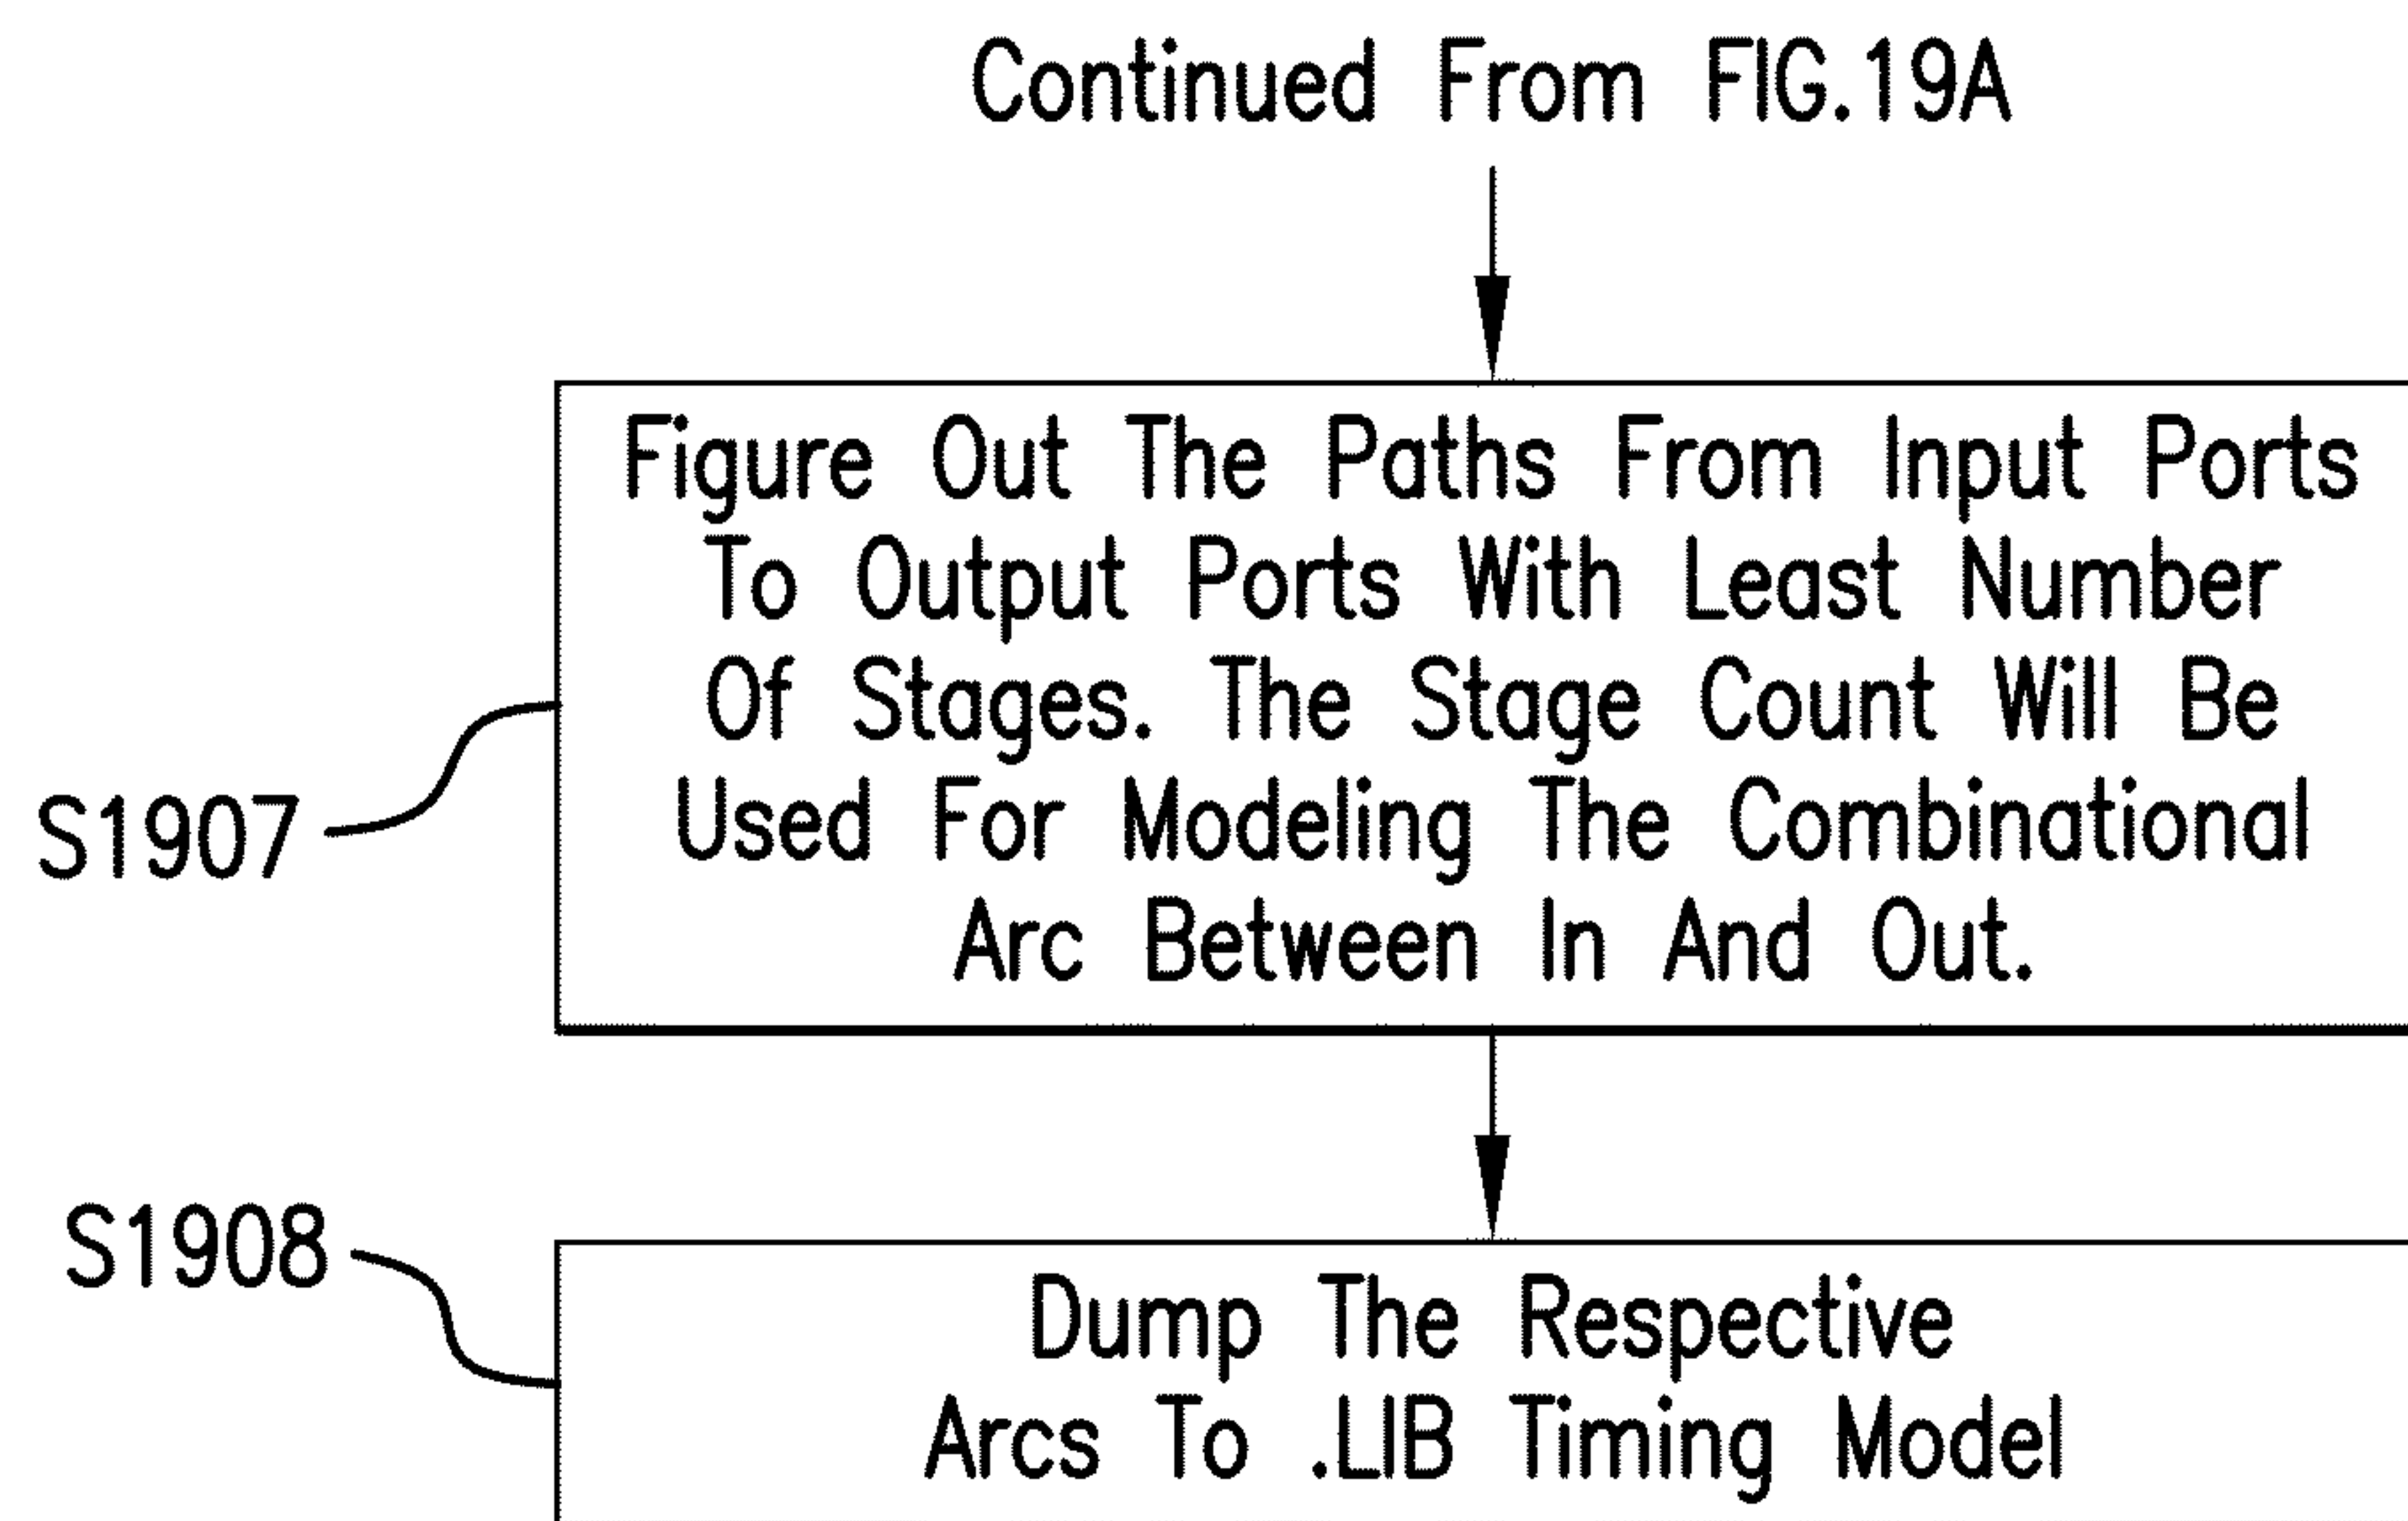 Continued From FIG.19A
Figure Out The Paths From Input Ports
To Output Ports With Least Number
Of Stages. The Stage Count Will Be
Used For Modeling The Combinational
Arc Between In And Out.
S1907
S1908
Dump The Respective
Arcs To .LIB Timing Model